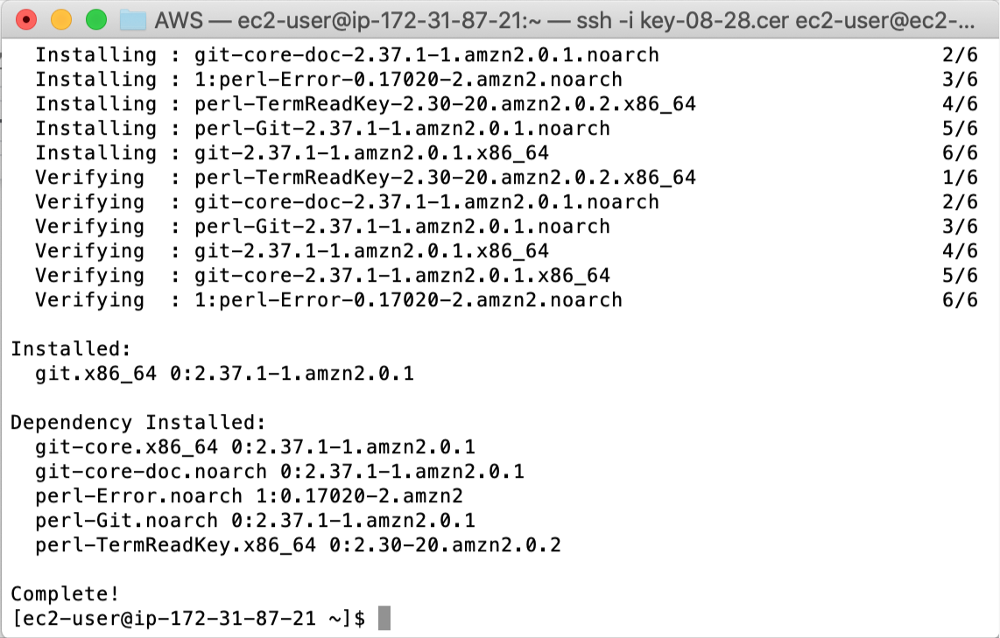 AWS — ec2-user@ip-172-31-87-21:~ — ssh -i key-08-28.cer ec2-user@ec2-...
Installing : git-core-doc-2.37.1-1.amzn2.0.1.noarch 2/6
Installing : 1:perl-Error-0.17020-2.amzn2.noarch 3/6
Installing : perl-TermReadKey-2.30-20.amzn2.0.2.x86_64 4/6
Installing : perl-Git-2.37.1-1.amzn2.0.1.noarch 5/6
Installing : git-2.37.1-1.amzn2.0.1.x86_64 6/6
Verifying : perl-TermReadKey-2.30-20.amzn2.0.2.x86_64 1/6
Verifying : git-core-doc-2.37.1-1.amzn2.0.1.noarch 2/6
Verifying : perl-Git-2.37.1-1.amzn2.0.1.noarch 3/6
Verifying : git-2.37.1-1.amzn2.0.1.x86_64 4/6
Verifying : git-core-2.37.1-1.amzn2.0.1.x86_64 5/6
Verifying : 1:perl-Error-0.17020-2.amzn2.noarch 6/6
Installed:
git.x86_64 0:2.37.1-1.amzn2.0.1
Dependency Installed:
git-core.x86_64 0:2.37.1-1.amzn2.0.1
git-core-doc.noarch 0:2.37.1-1.amzn2.0.1
perl-Error.noarch 1:0.17020-2.amzn2
perl-Git.noarch 0:2.37.1-1.amzn2.0.1
perl-TermReadKey.x86_64 0:2.30-20.amzn2.0.2
Complete!
[ec2-user@ip-172-31-87-21 ~]$